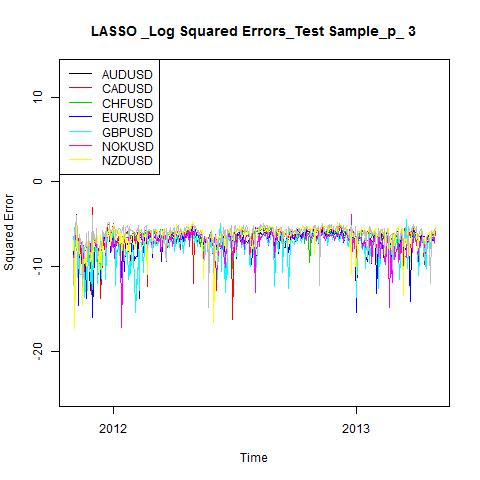 LASSO _Log Squared Errors_Test Sample_p_ 3
AUDUSD
CADUSD
CHFUSD
EURUSD
GBPUSD
NOKUSD
NZDUSD
10
0
-10
-20
Squared Error
2012
2013
Time